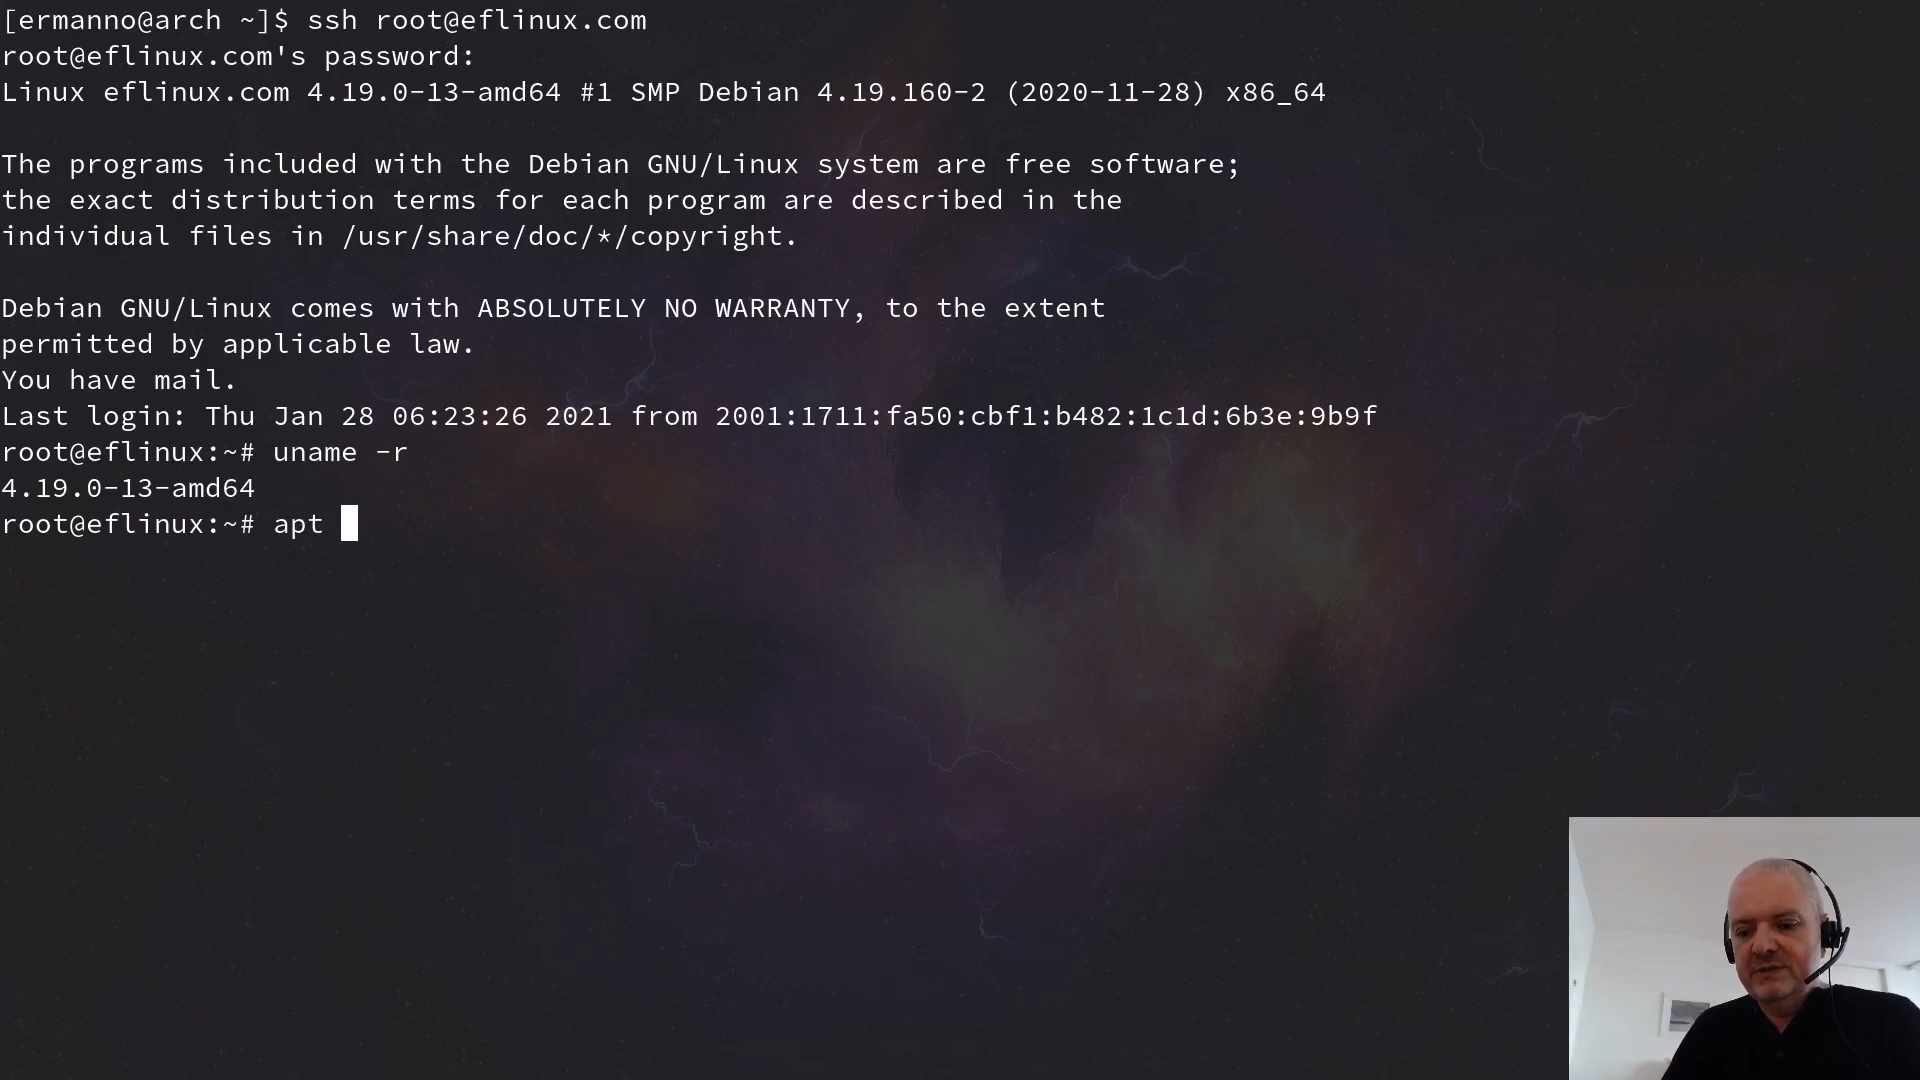 [ermanno@arch ~]$ ssh root@eflinux.com
root@eflinux.com's password:
Linux eflinux.com 4.19.0-13-amd64 #1 SMP Debian 4.19.160-2 (2020-11-28) x86_64
The programs included with the Debian GNU/Linux system are free software;
the exact distribution terms for each program are described in the
individual files in /usr/share/doc/*/copyright.
Debian GNU/Linux comes with ABSOLUTELY NO WARRANTY, to the extent
permitted by applicable law.
You have mail.
Last login: Thu Jan 28 06:23:26 2021 from 2001:1711:fa50:cbf1:b482:1c1d:6b3e:9b9f
root@eflinux:~# uname -r
4.19.0-13-amd64
root@eflinux:~# apt